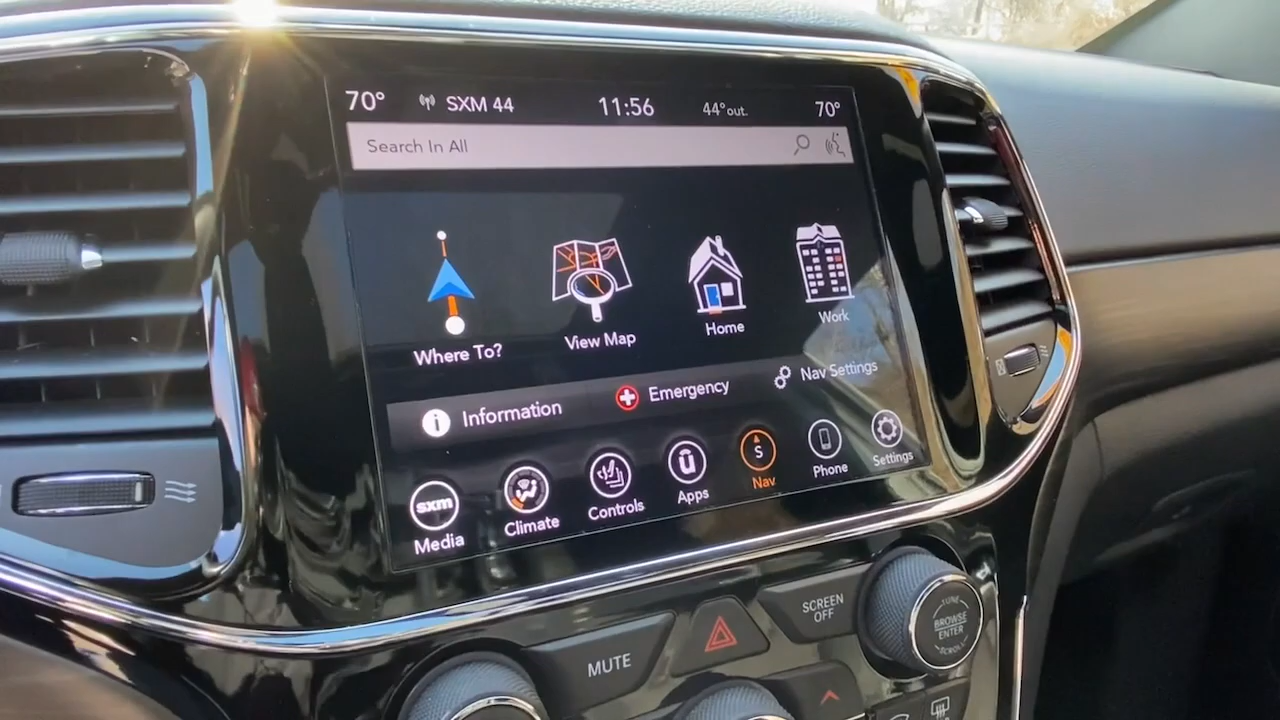 70° SXM 44 11:56 44° out. 70°
Search In All
Where To? View Map Home Work
i Information Emergency Nav Settings
sxm ū S
Media Climate Controls Apps Nav Phone Settings
MUTE
SCREEN OFF
TUNE
BROWSE
ENTER
SCROLL